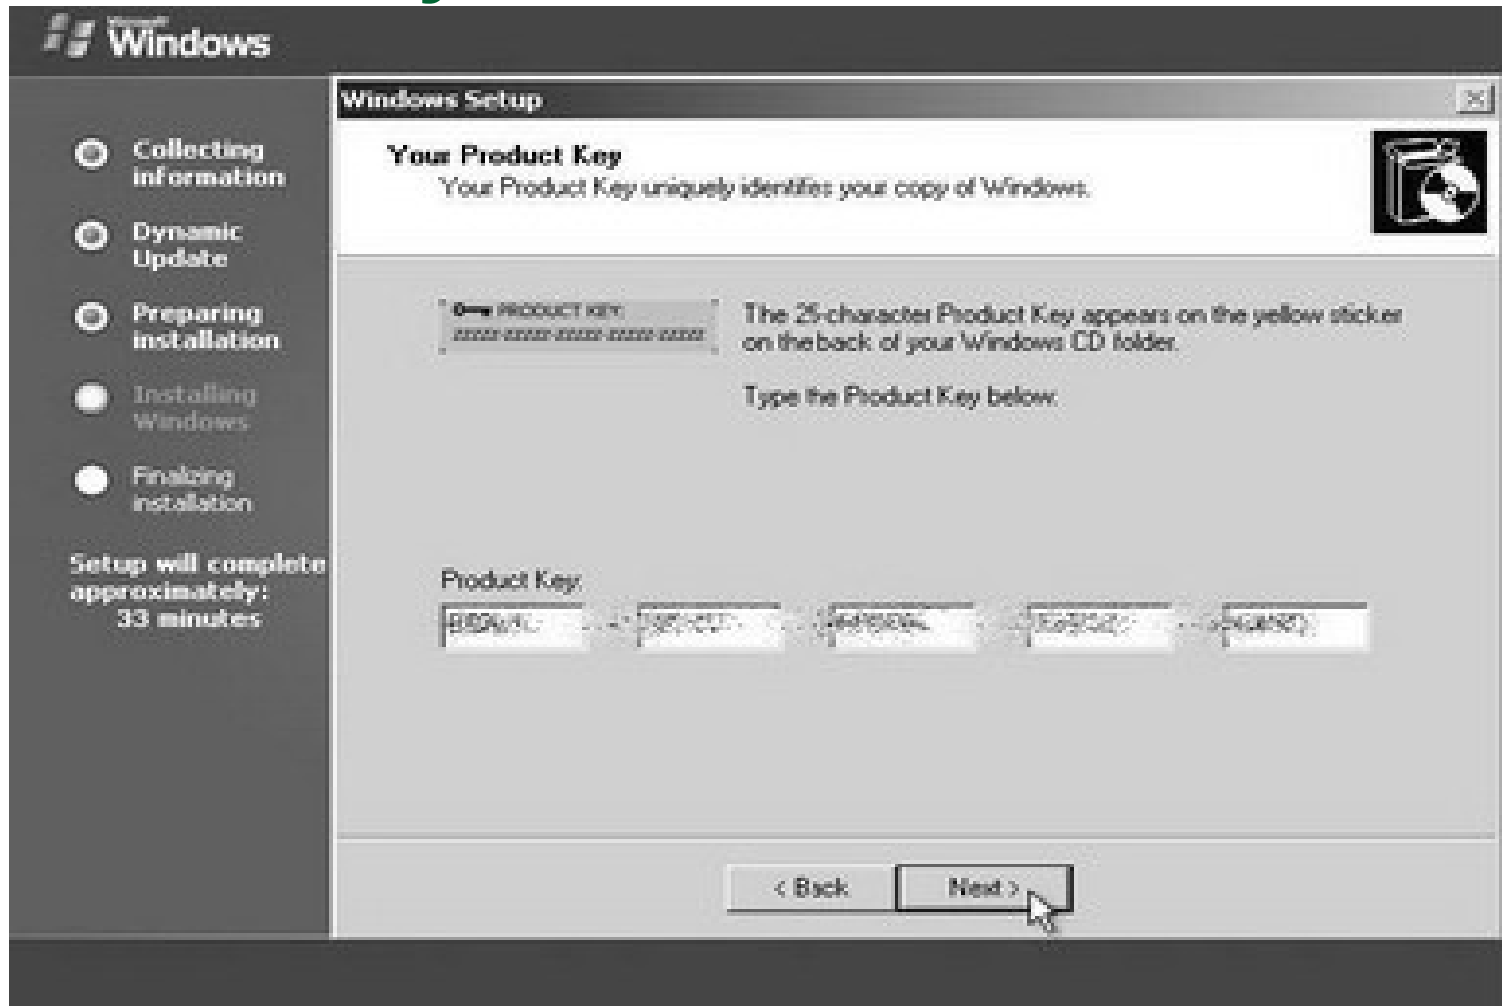 Microsoft
Windows
Windows Setup
Collecting
information
Dynamic
Update
Preparing
installation
Installing
Windows
Finalizing
installation
Setup will complete
approximately:
33 minutes
Your Product Key
Your Product Key uniquely identifies your copy of Windows.
PRODUCT KEY:
The 25-character Product Key appears on the yellow sticker
on the back of your Windows CD folder.
Type the Product Key below:
Product Key:
< Back
Next >